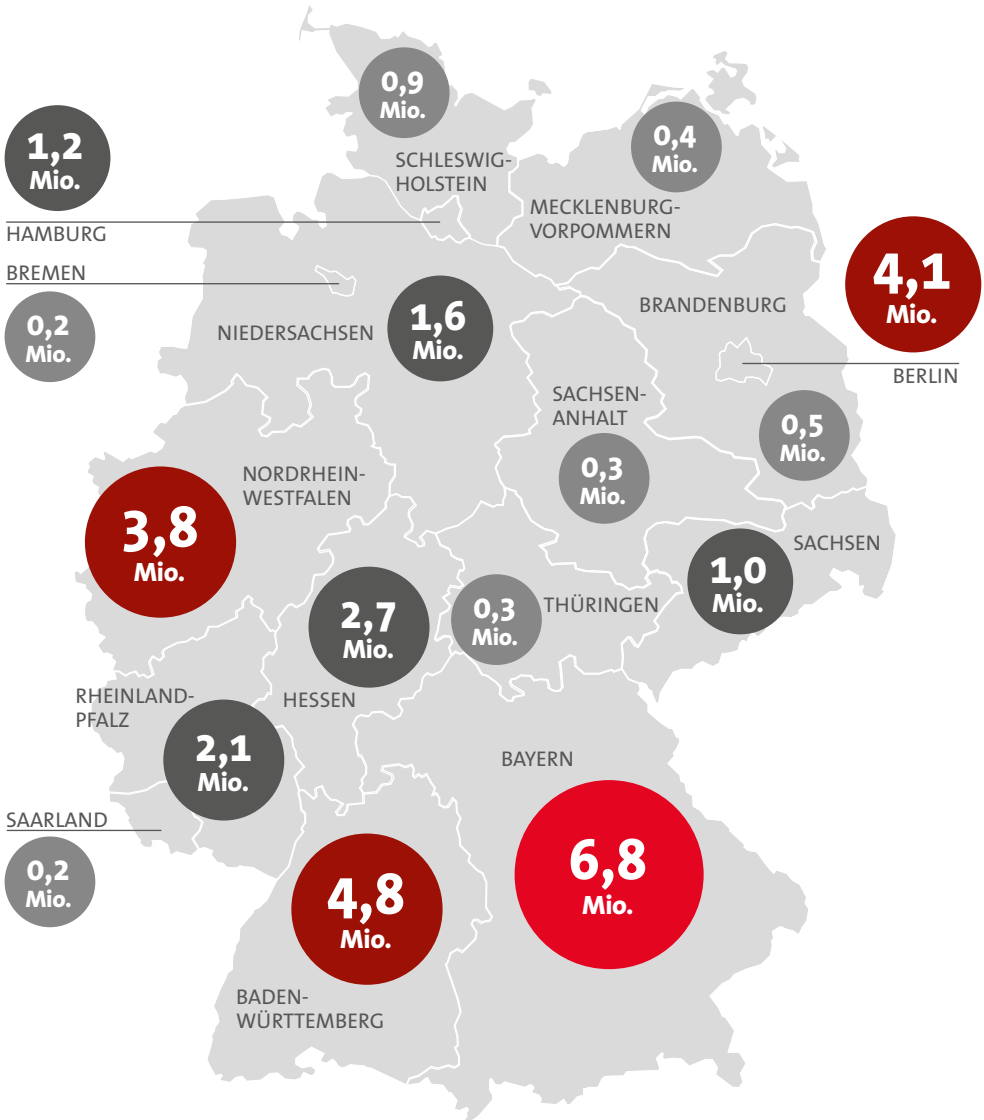 0,9
Mio.
SCHLESWIG-
HOLSTEIN
0,4
Mio.
MECKLENBURG-
VORPOMMERN
1,2
Mio.
HAMBURG
BREMEN
0,2
Mio.
NIEDERSACHSEN
1,6
Mio.
BRANDENBURG
0,5
Mio.
4,1
Mio.
BERLIN
SACHSEN-
ANHALT
0,3
Mio.
NORDRHEIN-
WESTFALEN
3,8
Mio.
SACHSEN
1,0
Mio.
2,7
Mio.
HESSEN
0,3
Mio.
THÜRINGEN
RHEINLAND-
PFALZ
2,1
Mio.
SAARLAND
0,2
Mio.
BAYERN
6,8
Mio.
4,8
Mio.
BADEN-
WÜRTTEMBERG